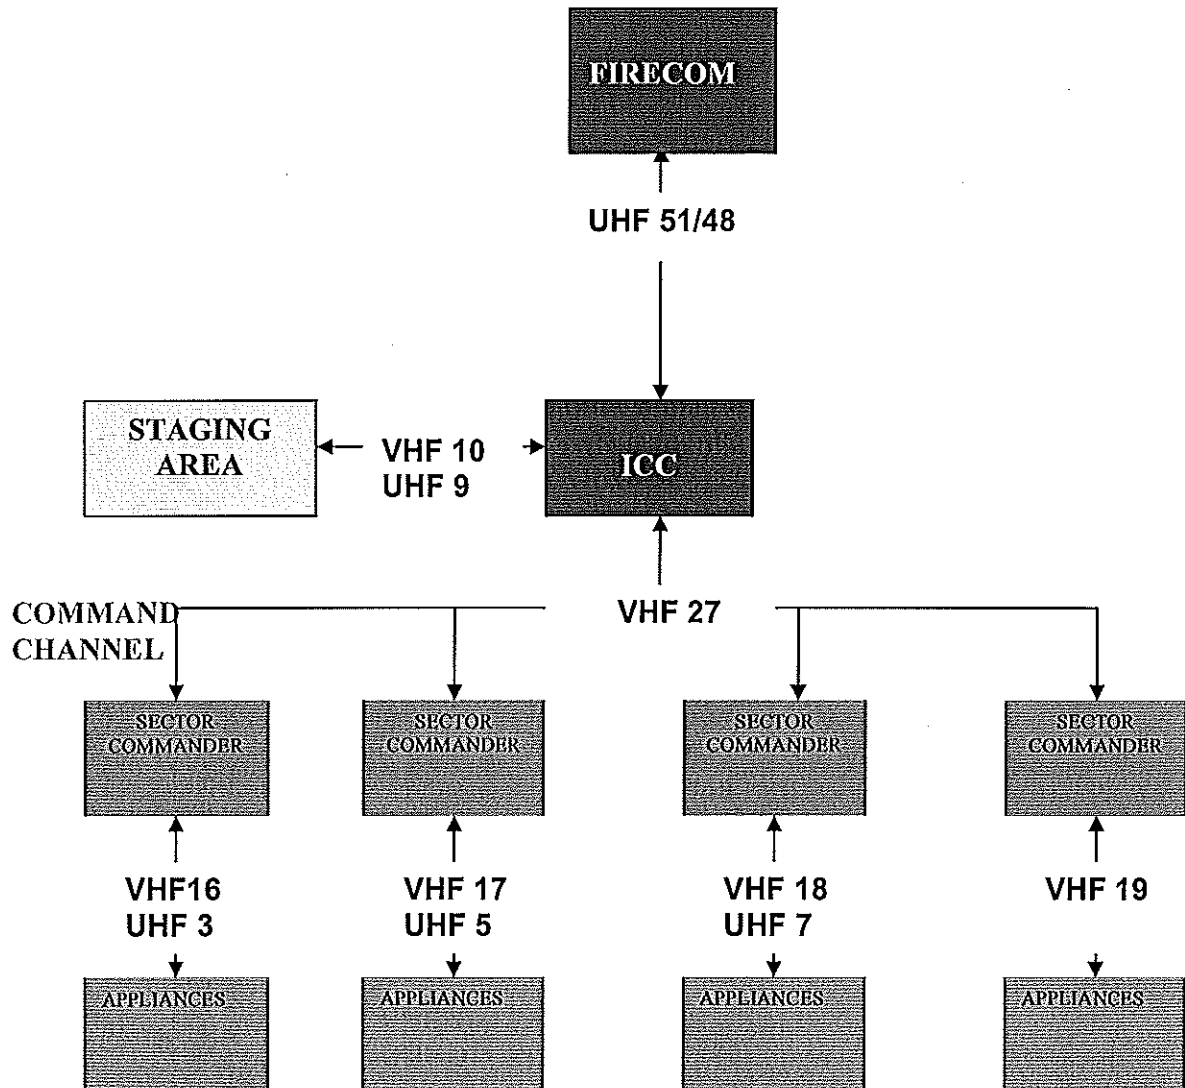 FIRECOM
UHF 51/48
STAGING
AREA
VHF 10
UHF 9
ICC
COMMAND
CHANNEL
VHF 27
SECTOR
COMMANDER
SECTOR
COMMANDER
SECTOR
COMMANDER
SECTOR
COMMANDER
VHF16
UHF 3
VHF 17
UHF 5
VHF 18
UHF 7
VHF 19
APPLIANCES
APPLIANCES
APPLIANCES
APPLIANCES